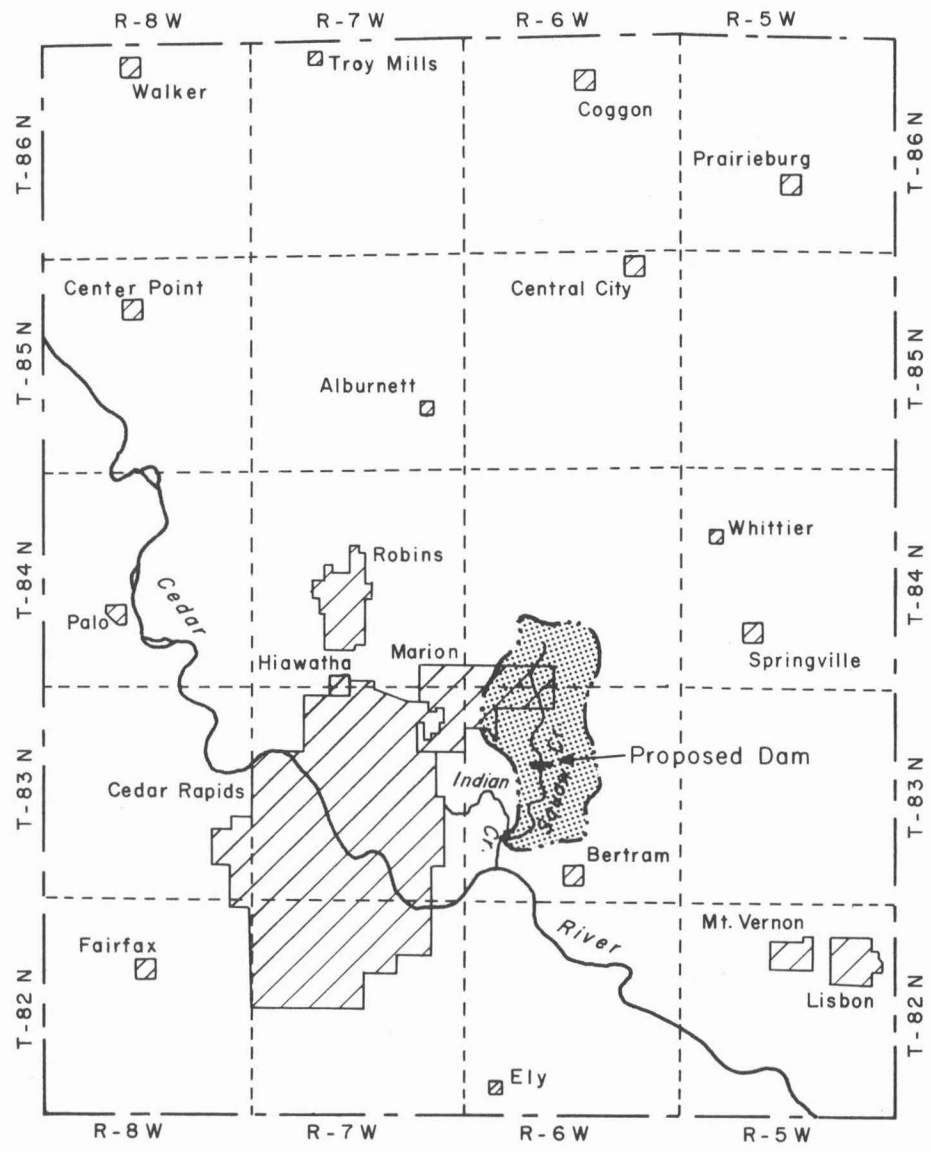 R-8 W
R-7 W
R-6 W
R-5 W
Troy Mills
Walker
Coggon
T-86 N
T-86 N
Prairieburg
Center Point
Central City
T-85 N
T-85 N
Alburnett
Whittier
Robins
T-84 N
T-84 N
Cedar
Palo
Marion
Hiawatha
Springville
Proposed Dam
Squaw Cr.
T-83 N
T-83 N
Indian
Cedar Rapids
Cr.
Bertram
Mt. Vernon
River
Fairfax
Lisbon
T-82 N
T-82 N
Ely
R-8 W
R-7 W
R-6 W
R-5 W